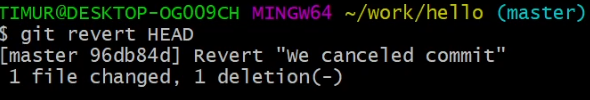 TIMUR@DESKTOP-OG009CH MINGW64 ~/work/hello (master)
$ git revert HEAD
[master 96db84d] Revert "We canceled commit"
1 file changed, 1 deletion(-)